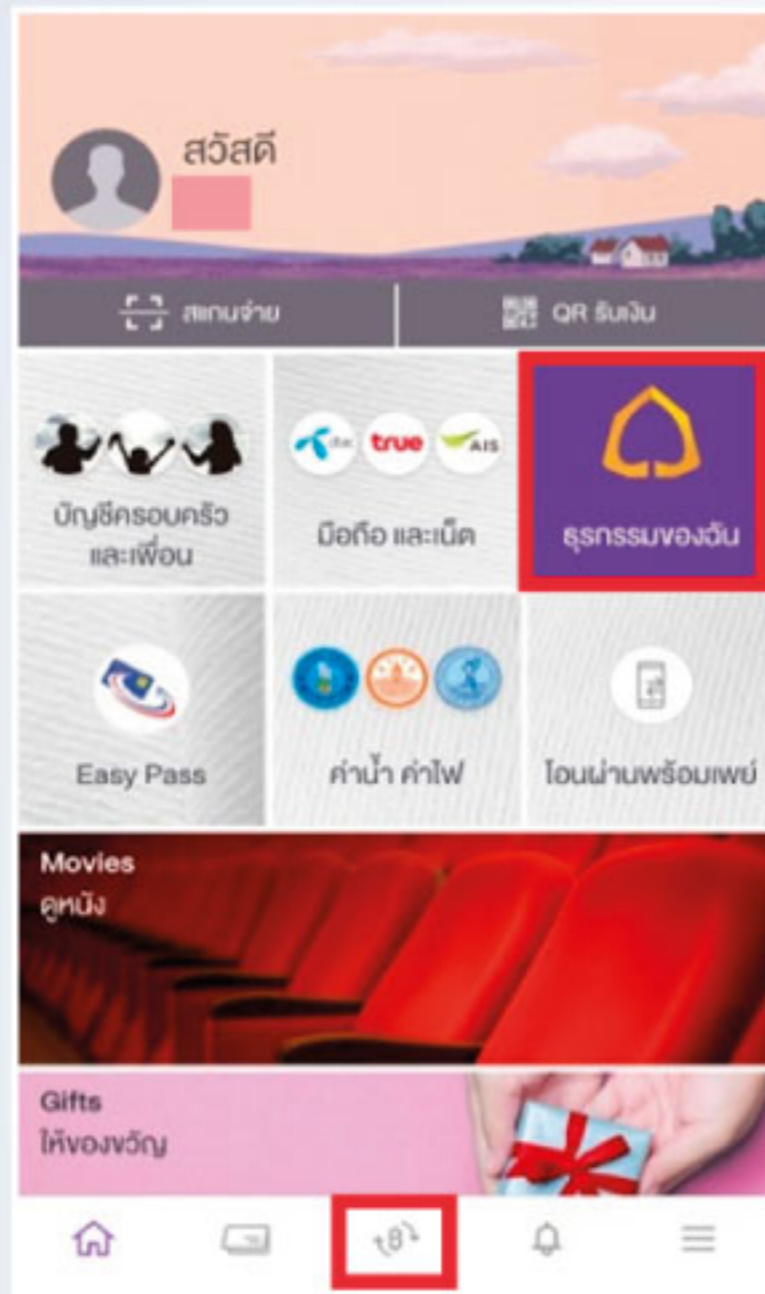 สวัสดี
สแกนจ่าย
QR รับเงิน
true
AIS
บัญชีครอบครัว
และเพื่อน
มือถือ และเน็ต
ธุรกรรมของฉัน
Easy Pass
ค่าน้ำ ค่าไฟ
โอนผ่านพร้อมเพย์
Movies
ดูหนัง
Gifts
ให้ของขวัญ